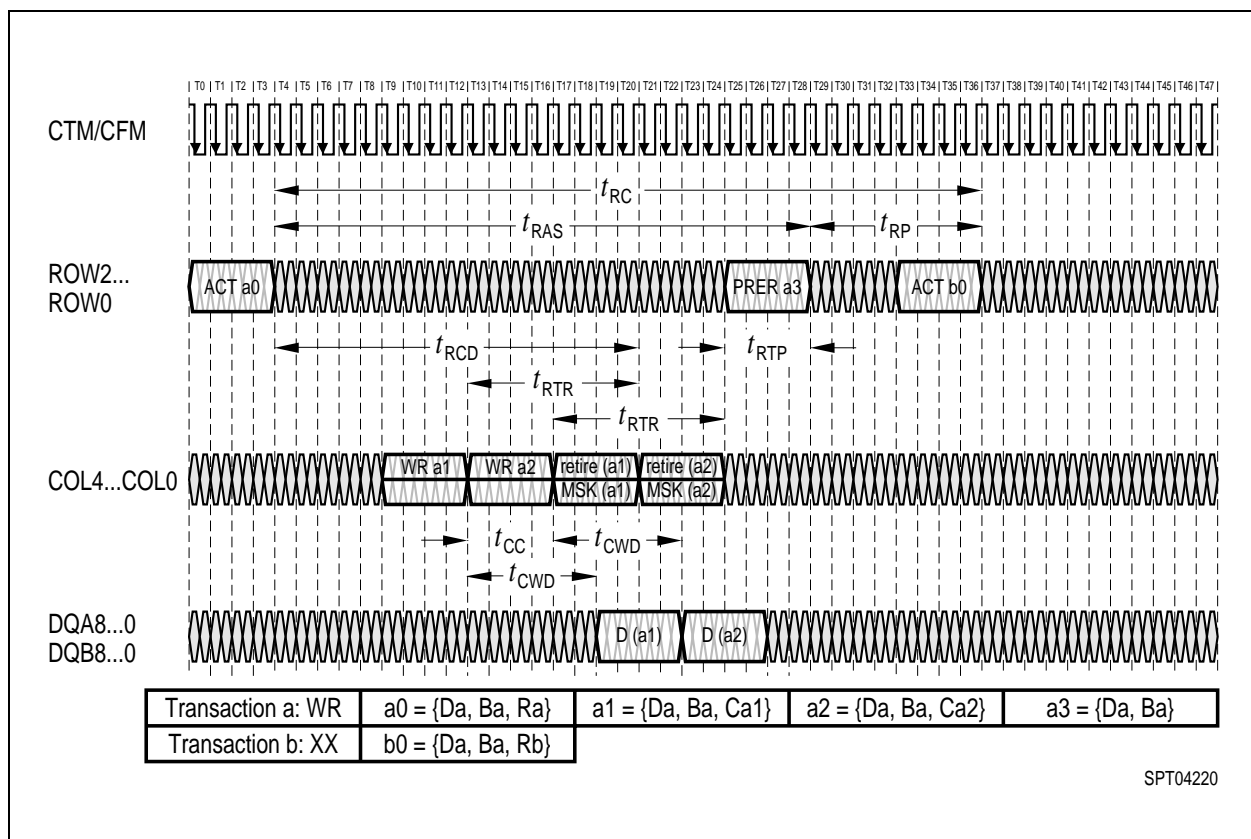 T0 T1 T2 T3 T4 T5 T6 T7 T8 T9 T10 T11 T12 T13 T14 T15 T16 T17 T18 T19 T20 T21 T22 T23 T24 T25 T26 T27 T28 T29 T30 T31 T32 T33 T34 T35 T36 T37 T38 T39 T40 T41 T42 T43 T44 T45 T46 T47
CTM/CFM
tRC
tRAS tRP
ROW2...
ROW0
ACT a0 PRER a3 ACT b0
tRCD tRTP
tRTR
tRTR
COL4...COL0
WR a1 WR a2 retire (a1) retire (a2)
MSK (a1) MSK (a2)
tCC tCWD
tCWD
DQA8...0
DQB8...0
D (a1) D (a2)
Transaction a: WR a0 = {Da, Ba, Ra} a1 = {Da, Ba, Ca1} a2 = {Da, Ba, Ca2} a3 = {Da, Ba}
Transaction b: XX b0 = {Da, Ba, Rb}
SPT04220